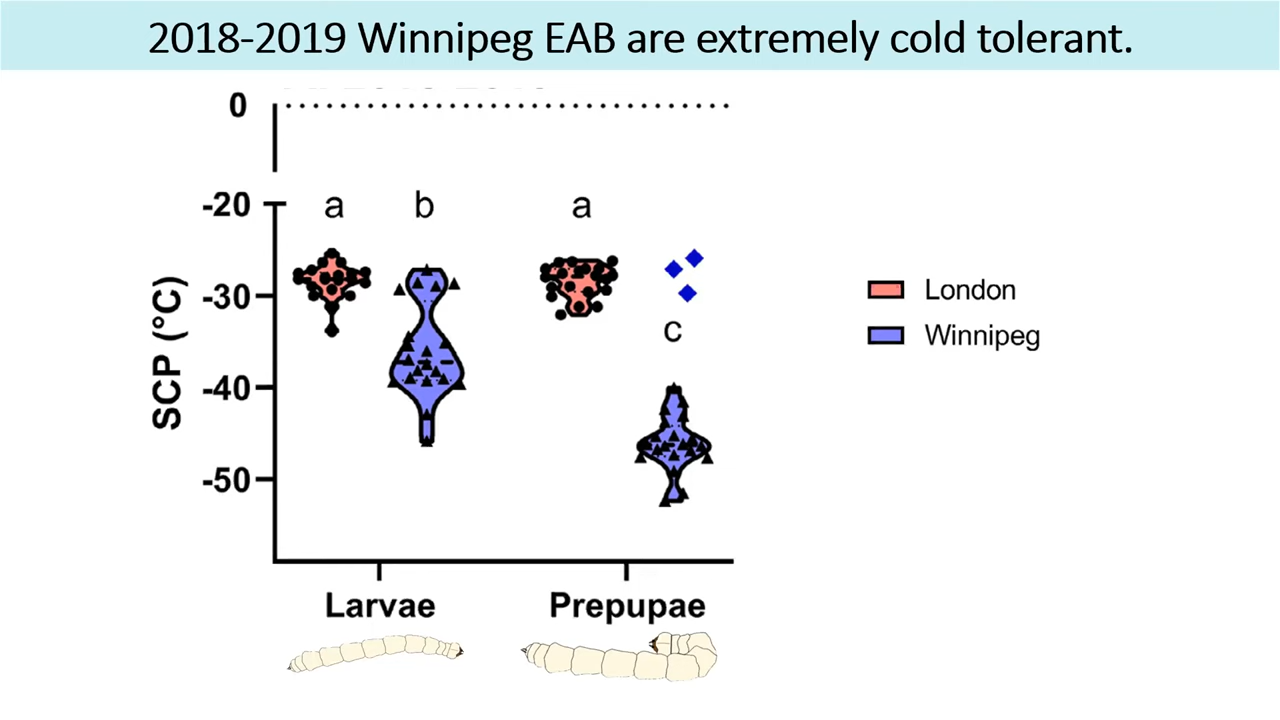 2018-2019 Winnipeg EAB are extremely cold tolerant.
0
-20
a
b
a
-30
c
-40
-50
SCP (°C)
London
Winnipeg
Larvae
Prepupae